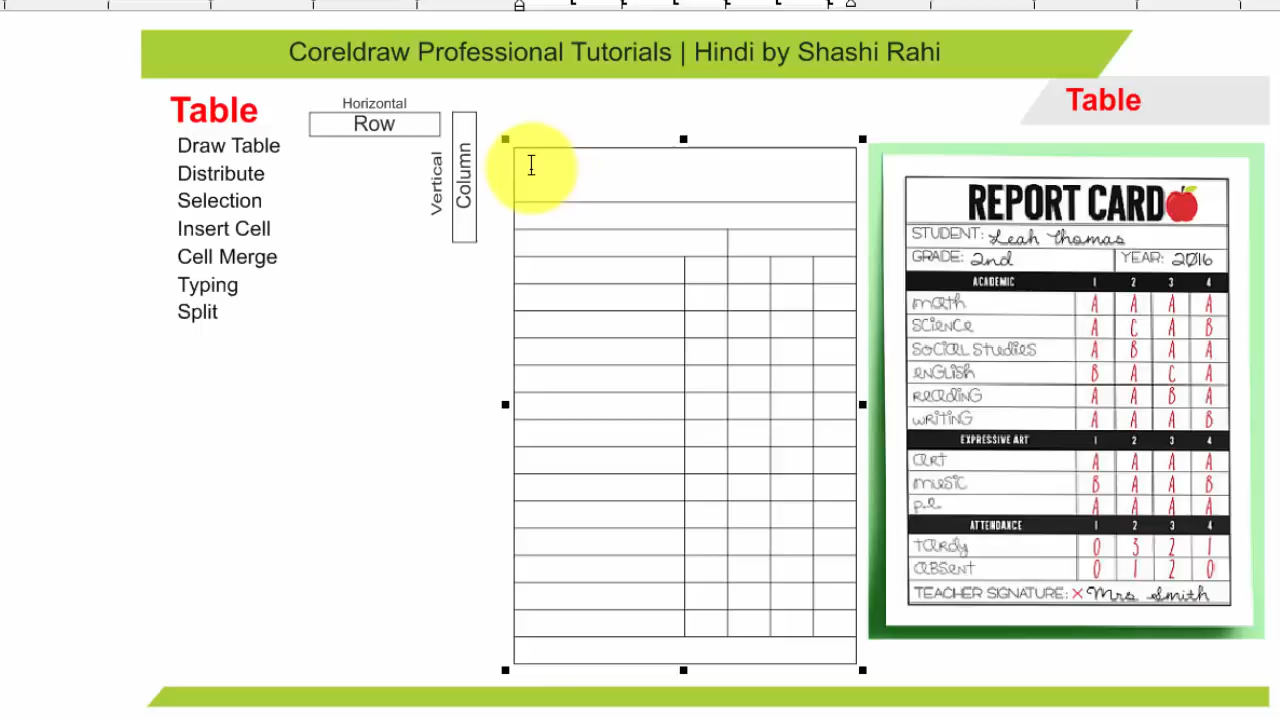 Coreldraw Professional Tutorials | Hindi by Shashi Rahi
Table
Table
Horizontal
Row
Vertical
Column
Draw Table
Distribute
Selection
Insert Cell
Cell Merge
Typing
Split
REPORT CARD
STUDENT: Leah Thomas
GRADE: 2nd YEAR: 2016
ACADEMIC 1 2 3 4
math A A A A
science A C A B
social studies A B A A
english B A C A
reading A A B A
writing A A A B
EXPRESSIVE ART 1 2 3 4
art A A A A
music B A A B
p.e A A A A
ATTENDANCE 1 2 3 4
tardy 0 3 2 1
absent 0 1 2 0
TEACHER SIGNATURE: x Mrs. Smith